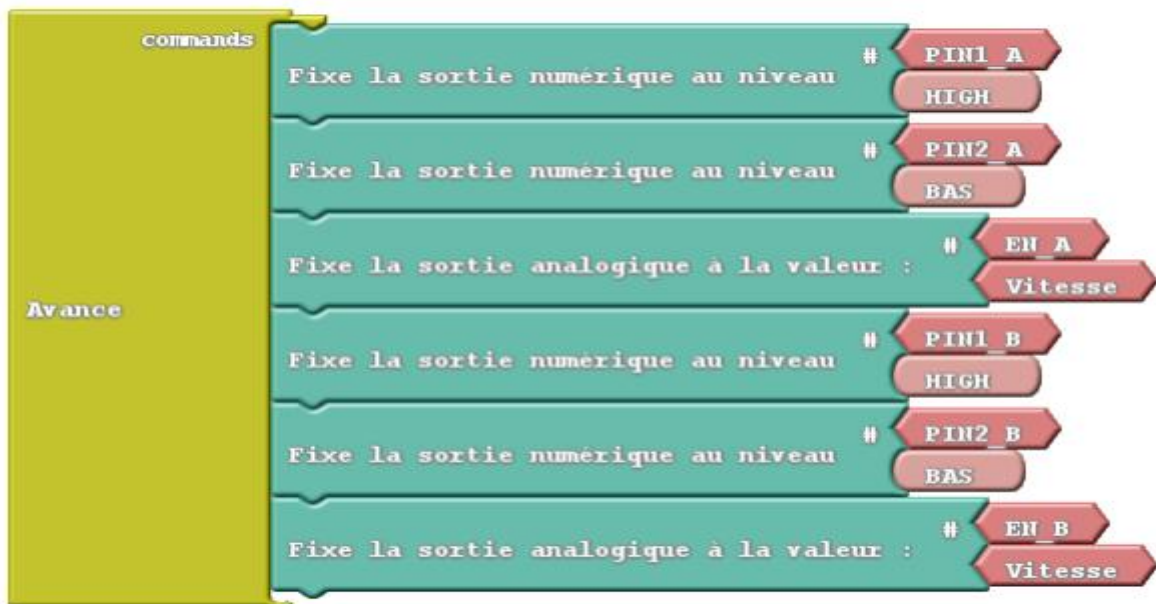 commands
Fixe la sortie numérique au niveau # PIN1_A
HIGH
Fixe la sortie numérique au niveau # PIN2_A
BAS
Fixe la sortie analogique à la valeur : # EN_A
Vitesse
Avance
Fixe la sortie numérique au niveau # PIN1_B
HIGH
Fixe la sortie numérique au niveau # PIN2_B
BAS
Fixe la sortie analogique à la valeur : # EN_B
Vitesse